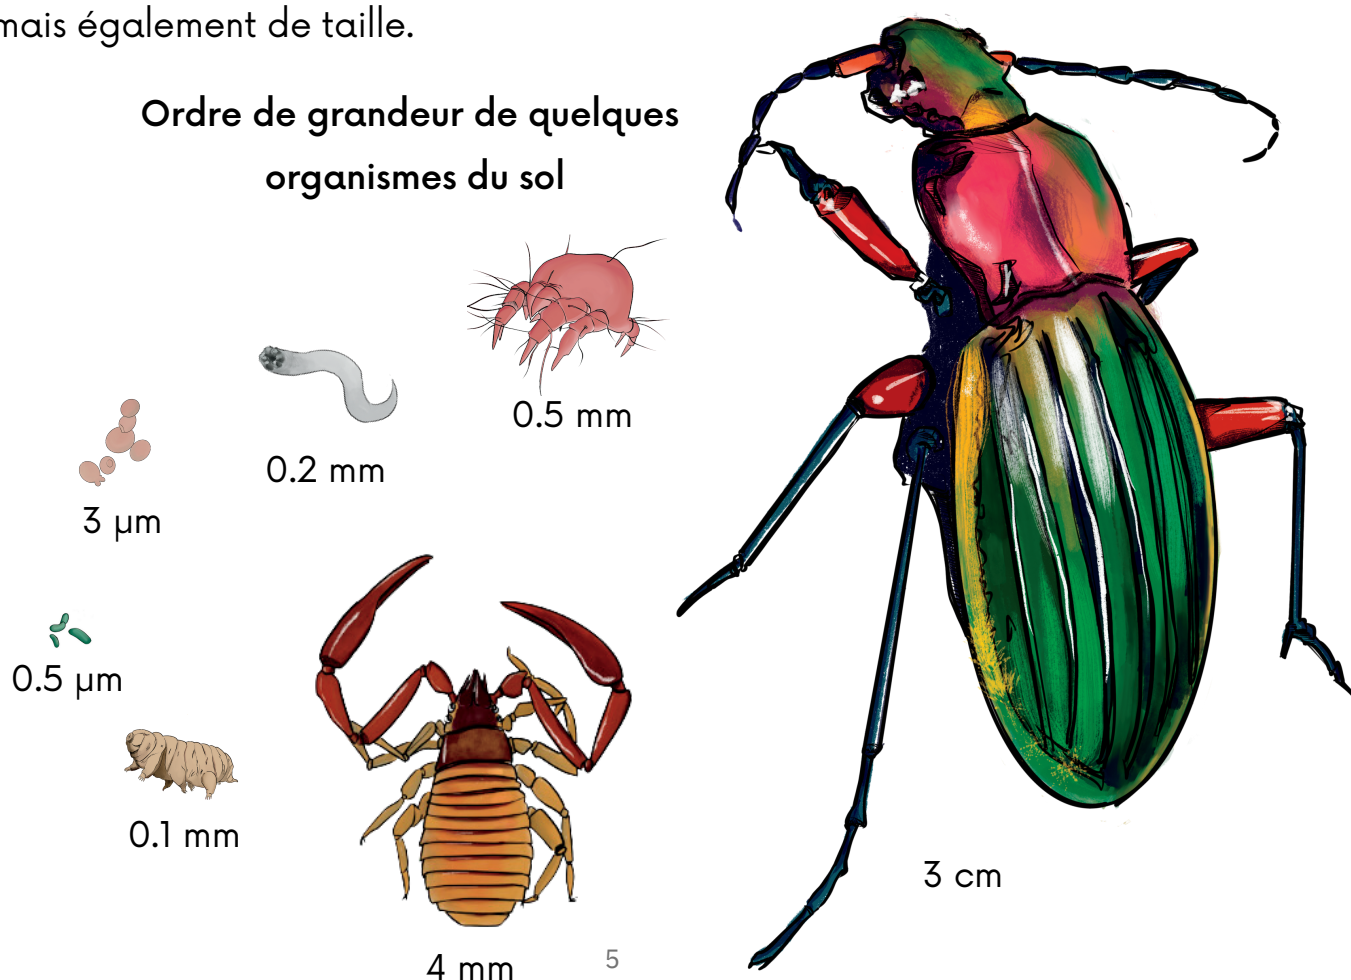 mais également de taille.
Ordre de grandeur de quelques
organismes du sol
0.5 mm
0.2 mm
3 µm
0.5 µm
0.1 mm
3 cm
4 mm
5